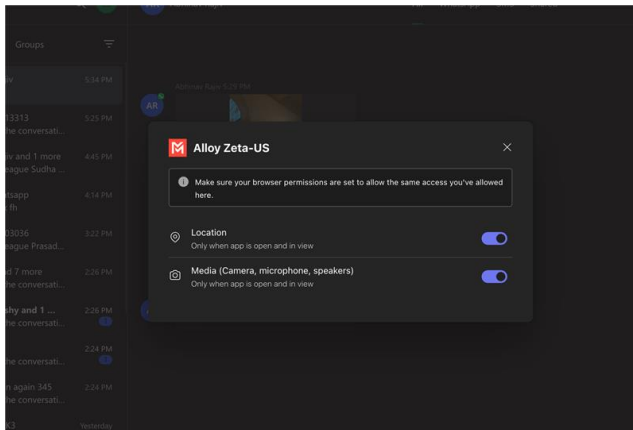 Groups
5:34 PM
13313
5:25 PM
he conversati...
iv and 1 more
4:45 PM
eague Sudha ...
tsapp
4:14 PM
fh
03036
3:22 PM
eague Prasad...
d 7 more
2:26 PM
he conversati...
shy and 1 ...
2:26 PM
he conversati...
2:24 PM
he conversati...
n again 345
2:24 PM
he conversati...
K3
Yesterday
5:29 PM
AR
Alloy Zeta-US
Make sure your browser permissions are set to allow the same access you've allowed
here.
Location
Only when app is open and in view
Media (Camera, microphone, speakers)
Only when app is open and in view